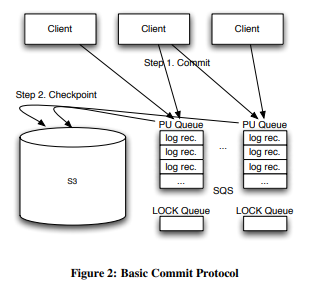 Client Client Client
Step 1. Commit
Step 2. Checkpoint
PU Queue PU Queue
log rec. log rec.
log rec. ... log rec.
log rec. log rec.
... ...
S3
SQS
LOCK Queue LOCK Queue
Figure 2: Basic Commit Protocol